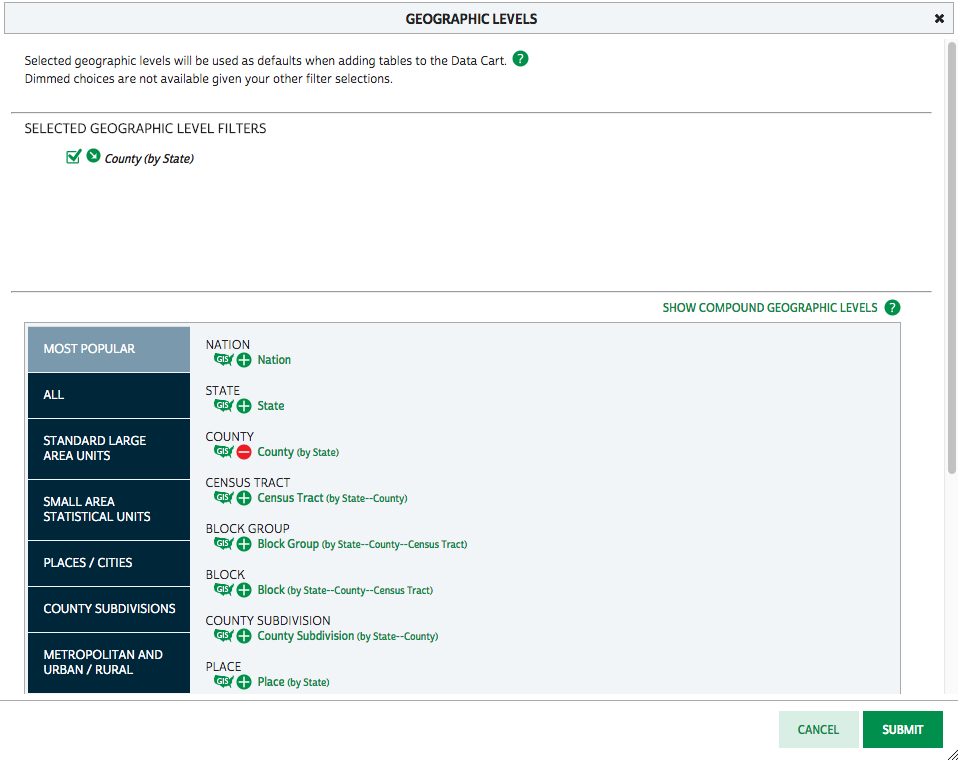 GEOGRAPHIC LEVELS
Selected geographic levels will be used as defaults when adding tables to the Data Cart. ?
Dimmed choices are not available given your other filter selections.
SELECTED GEOGRAPHIC LEVEL FILTERS
County (by State)
SHOW COMPOUND GEOGRAPHIC LEVELS ?
MOST POPULAR
ALL
STANDARD LARGE
AREA UNITS
SMALL AREA
STATISTICAL UNITS
PLACES / CITIES
COUNTY SUBDIVISIONS
METROPOLITAN AND
URBAN / RURAL
NATION
GIS Nation
STATE
GIS State
COUNTY
GIS County (by State)
CENSUS TRACT
GIS Census Tract (by State--County)
BLOCK GROUP
GIS Block Group (by State--County--Census Tract)
BLOCK
GIS Block (by State--County--Census Tract)
COUNTY SUBDIVISION
GIS County Subdivision (by State--County)
PLACE
GIS Place (by State)
CANCEL
SUBMIT